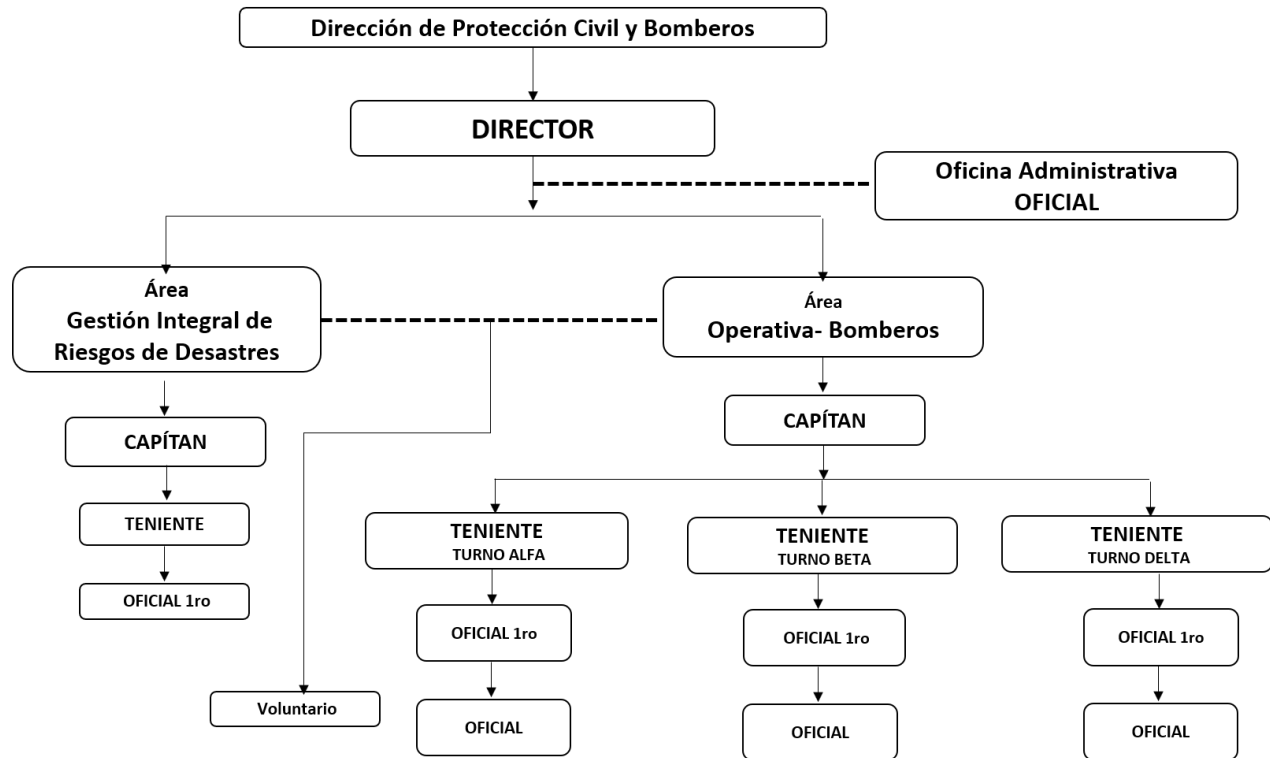 Dirección de Protección Civil y Bomberos
DIRECTOR
Oficina Administrativa
OFICIAL
Área
Gestión Integral de
Riesgos de Desastres
Área
Operativa- Bomberos
CAPÍTAN
CAPÍTAN
TENIENTE
OFICIAL 1ro
TENIENTE
TURNO ALFA
TENIENTE
TURNO BETA
TENIENTE
TURNO DELTA
OFICIAL 1ro
OFICIAL 1ro
OFICIAL 1ro
Voluntario
OFICIAL
OFICIAL
OFICIAL